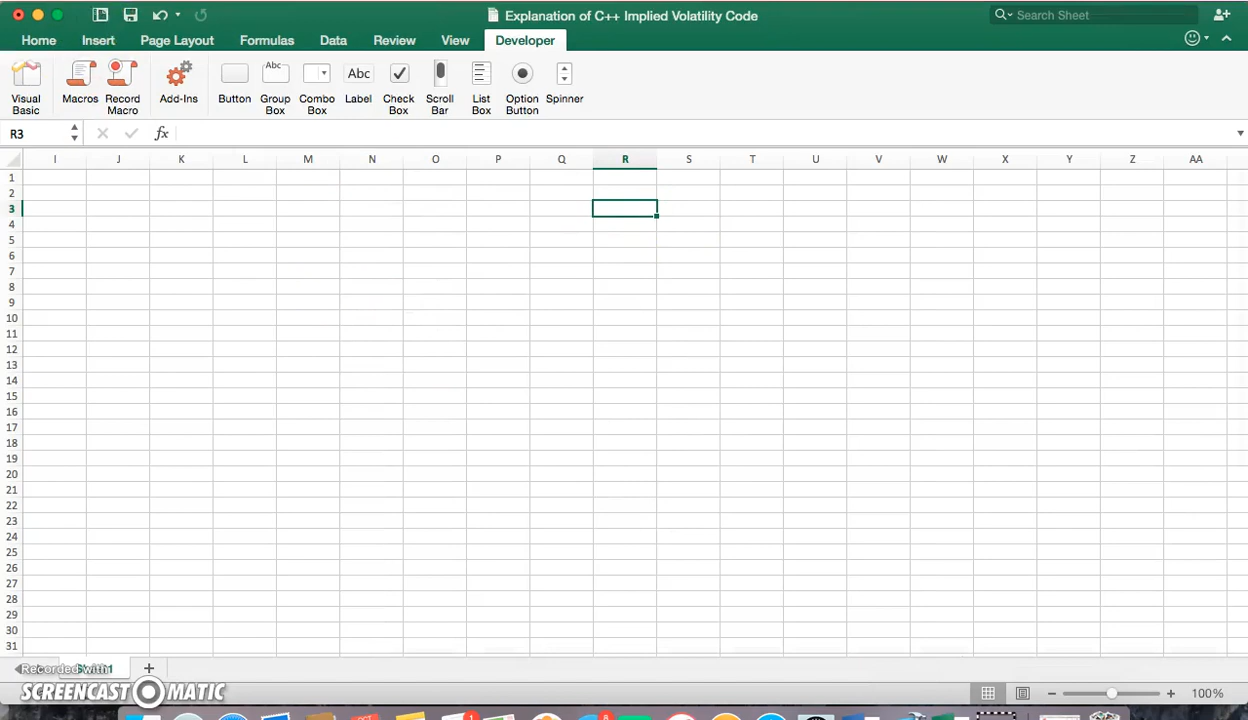 Explanation of C++ Implied Volatility Code
Search Sheet
Home Insert Page Layout Formulas Data Review View Developer
Visual Basic
Macros
Record Macro
Add-Ins
Button
Abc
Group Box
Combo Box
Abc
Label
Check Box
Scroll Bar
List Box
Option Button
Spinner
R3 fx
I J K L M N O P Q R S T U V W X Y Z AA
1
2
3
4
5
6
7
8
9
10
11
12
13
14
15
16
17
18
19
20
21
22
23
24
25
26
27
28
29
30
31
Recorded with
SCREENCAST MATIC
100%
1
8